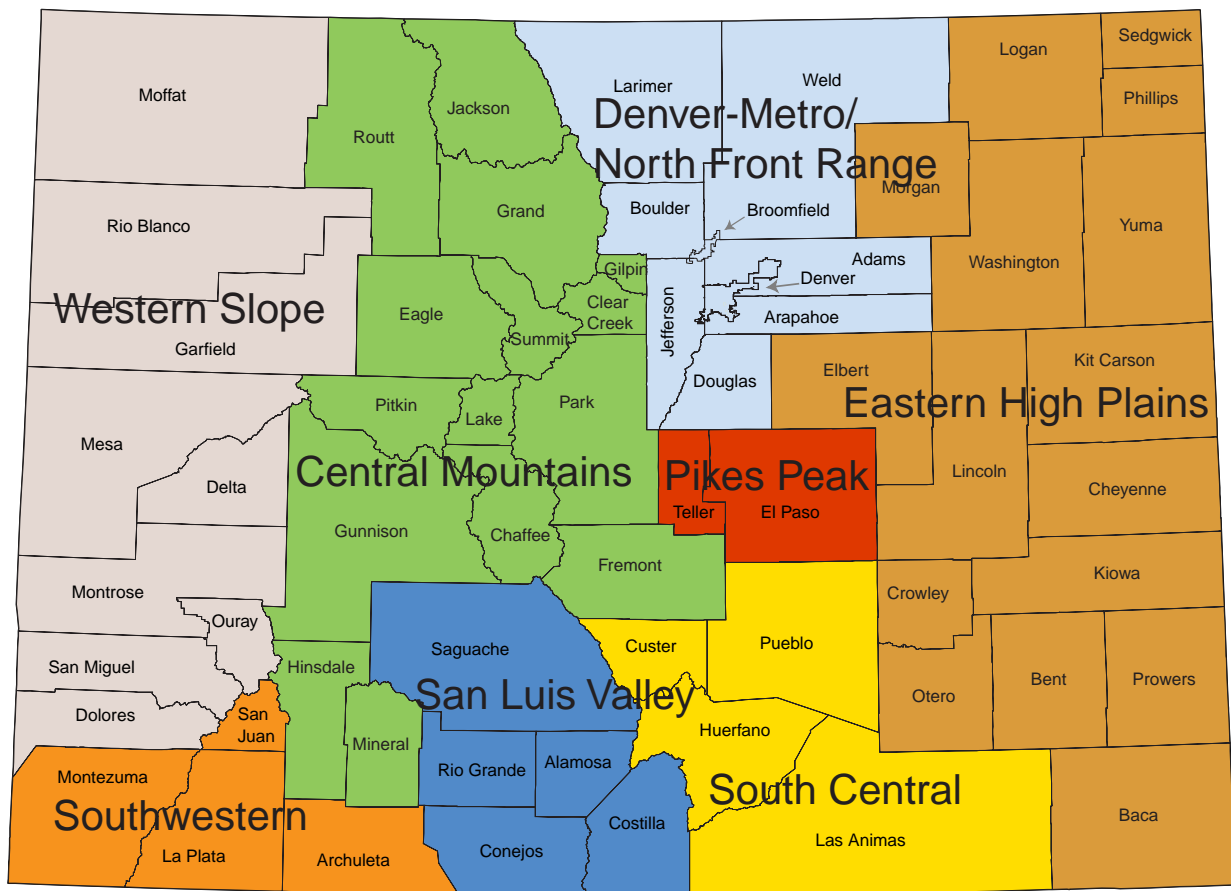 Sedgwick
Logan
Moffat
Larimer
Weld
Phillips
Jackson
Denver-Metro/
North Front Range
Routt
Morgan
Grand
Boulder
Broomfield
Rio Blanco
Yuma
Adams
Washington
Gilpin
Denver
Western Slope
Clear
Creek
Eagle
Arapahoe
Summit
Jefferson
Garfield
Kit Carson
Elbert
Douglas
Eastern High Plains
Pitkin
Park
Lake
Mesa
Central Mountains
Pikes Peak
Lincoln
Delta
Cheyenne
Teller
El Paso
Gunnison
Chaffee
Fremont
Kiowa
Montrose
Crowley
Ouray
Saguache
Custer
Pueblo
San Miguel
Hinsdale
Bent
Prowers
San Luis Valley
Otero
Dolores
San
Juan
Huerfano
Mineral
Rio Grande
Alamosa
Montezuma
South Central
Southwestern
Costilla
Baca
Las Animas
La Plata
Archuleta
Conejos